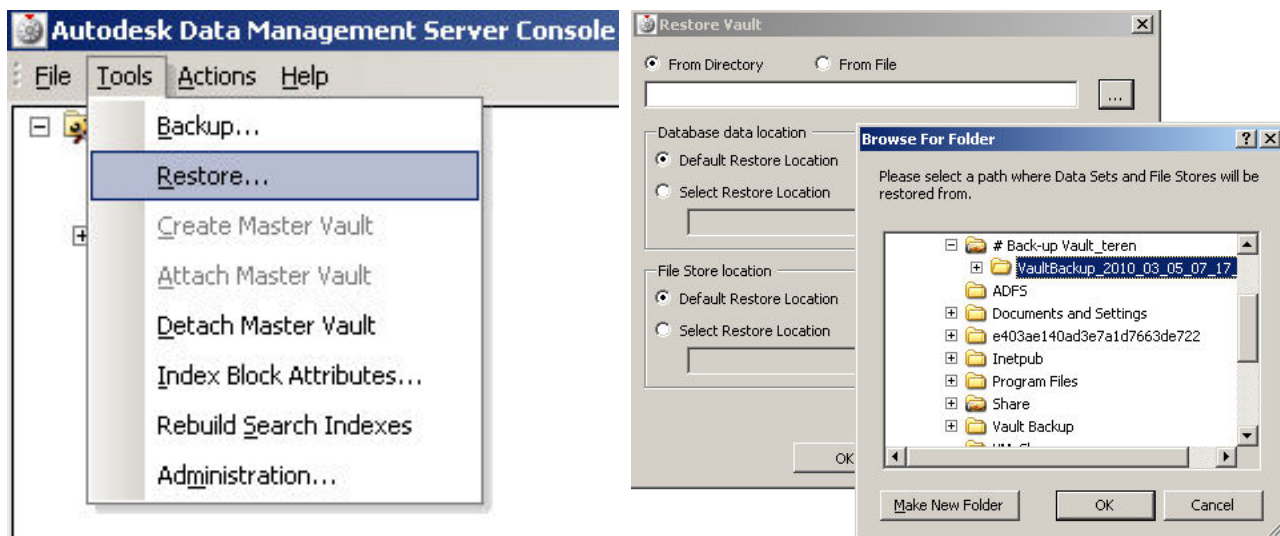 Autodesk Data Management Server Console
File Tools Actions Help
Backup...
Restore...
Create Master Vault
Attach Master Vault
Detach Master Vault
Index Block Attributes...
Rebuild Search Indexes
Administration...
Restore Vault
From Directory From File
...
Database data location
Default Restore Location
Select Restore Location
File Store location
Default Restore Location
Select Restore Location
OK
Browse For Folder
Please select a path where Data Sets and File Stores will be
restored from.
# Back-up Vault_teren
VaultBackup_2010_03_05_07_17_
ADFS
Documents and Settings
e403ae140ad3e7a1d7663de722
Inetpub
Program Files
Share
Vault Backup
Make New Folder OK Cancel